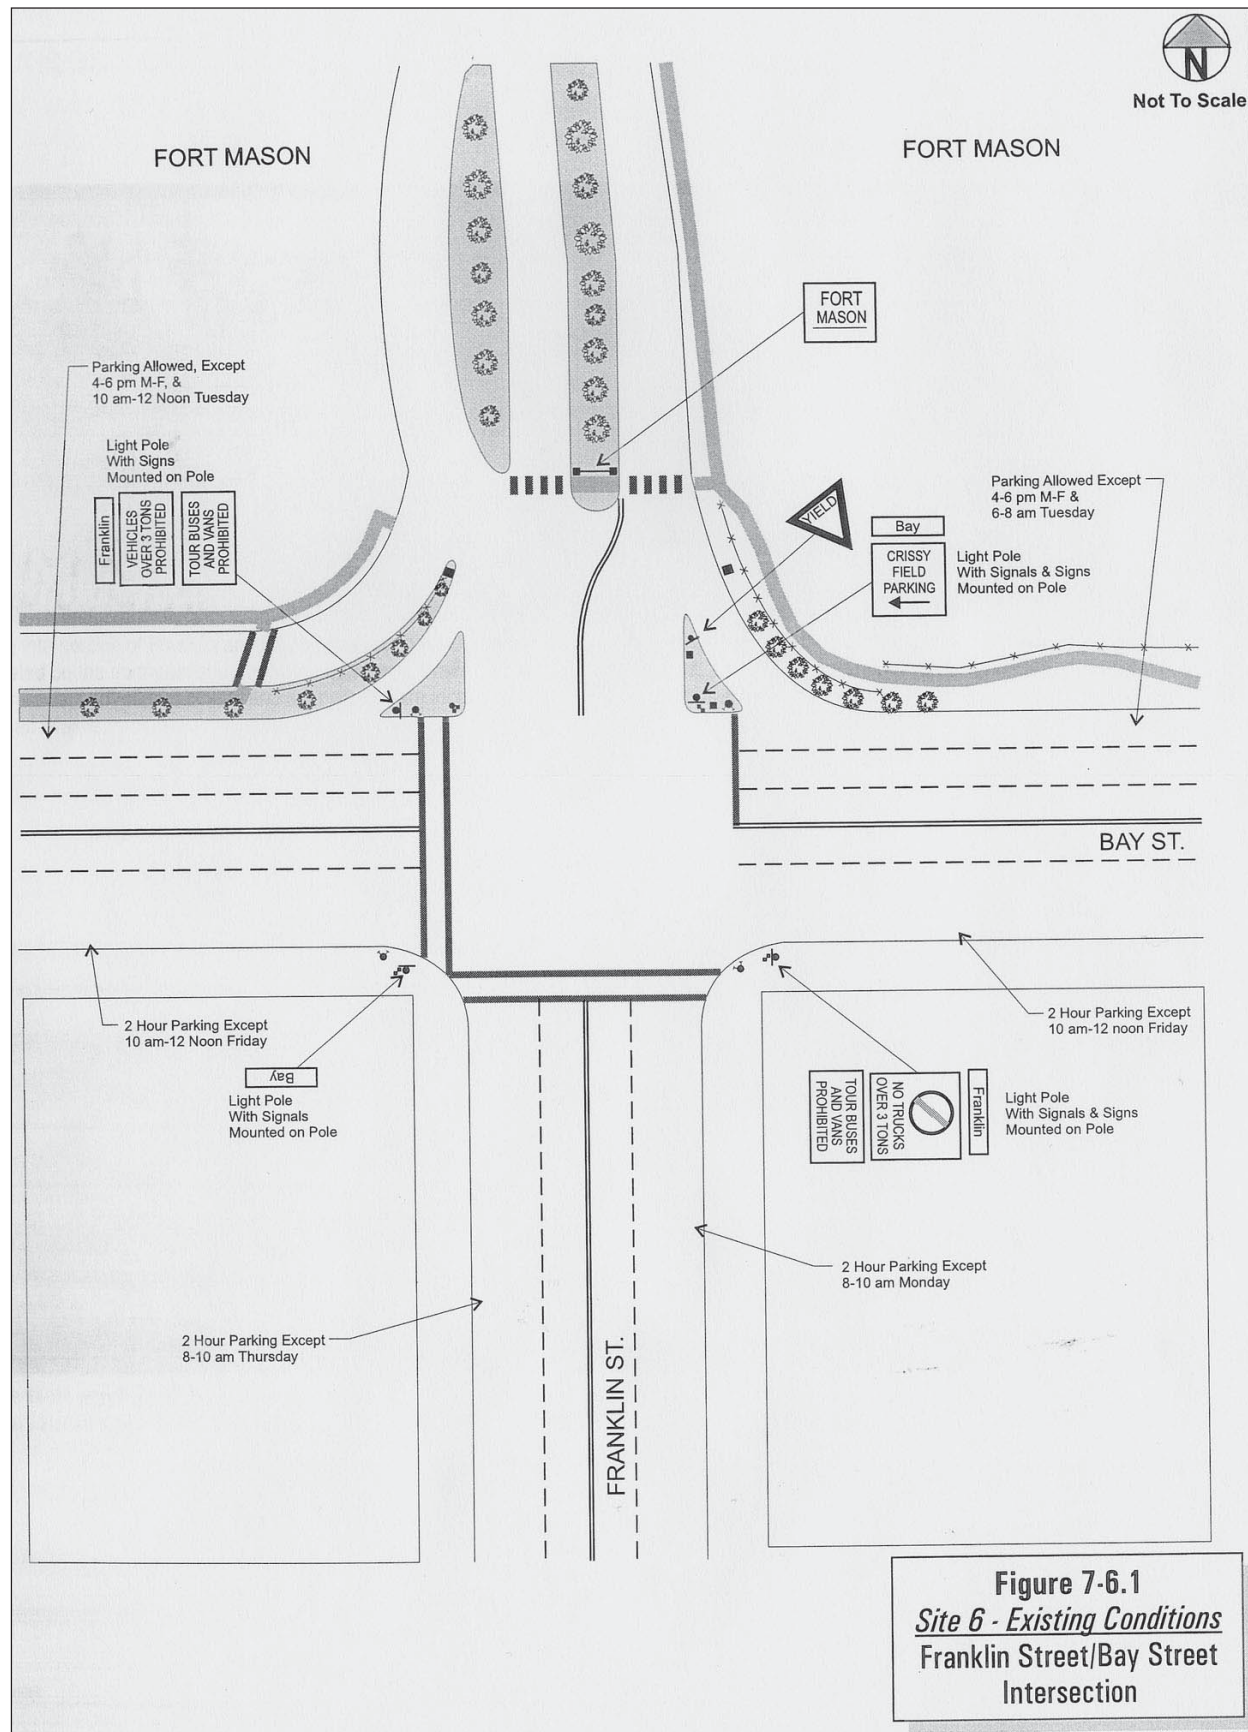 N
Not To Scale
FORT MASON
FORT MASON
FORT
MASON
Parking Allowed, Except
4-6 pm M-F, &
10 am-12 Noon Tuesday
Light Pole
With Signs
Mounted on Pole
Franklin
VEHICLES
OVER 3 TONS
PROHIBITED
TOUR BUSES
AND VANS
PROHIBITED
Parking Allowed Except
4-6 pm M-F &
6-8 am Tuesday
YIELD
Bay
CRISSY
FIELD
PARKING
Light Pole
With Signals & Signs
Mounted on Pole
BAY ST.
2 Hour Parking Except
10 am-12 Noon Friday
Bay
Light Pole
With Signals
Mounted on Pole
2 Hour Parking Except
10 am-12 noon Friday
TOUR BUSES
AND VANS
PROHIBITED
NO TRUCKS
OVER 3 TONS
Franklin
Light Pole
With Signals & Signs
Mounted on Pole
2 Hour Parking Except
8-10 am Monday
2 Hour Parking Except
8-10 am Thursday
FRANKLIN ST.
Figure 7-6.1
Site 6 - Existing Conditions
Franklin Street/Bay Street
Intersection